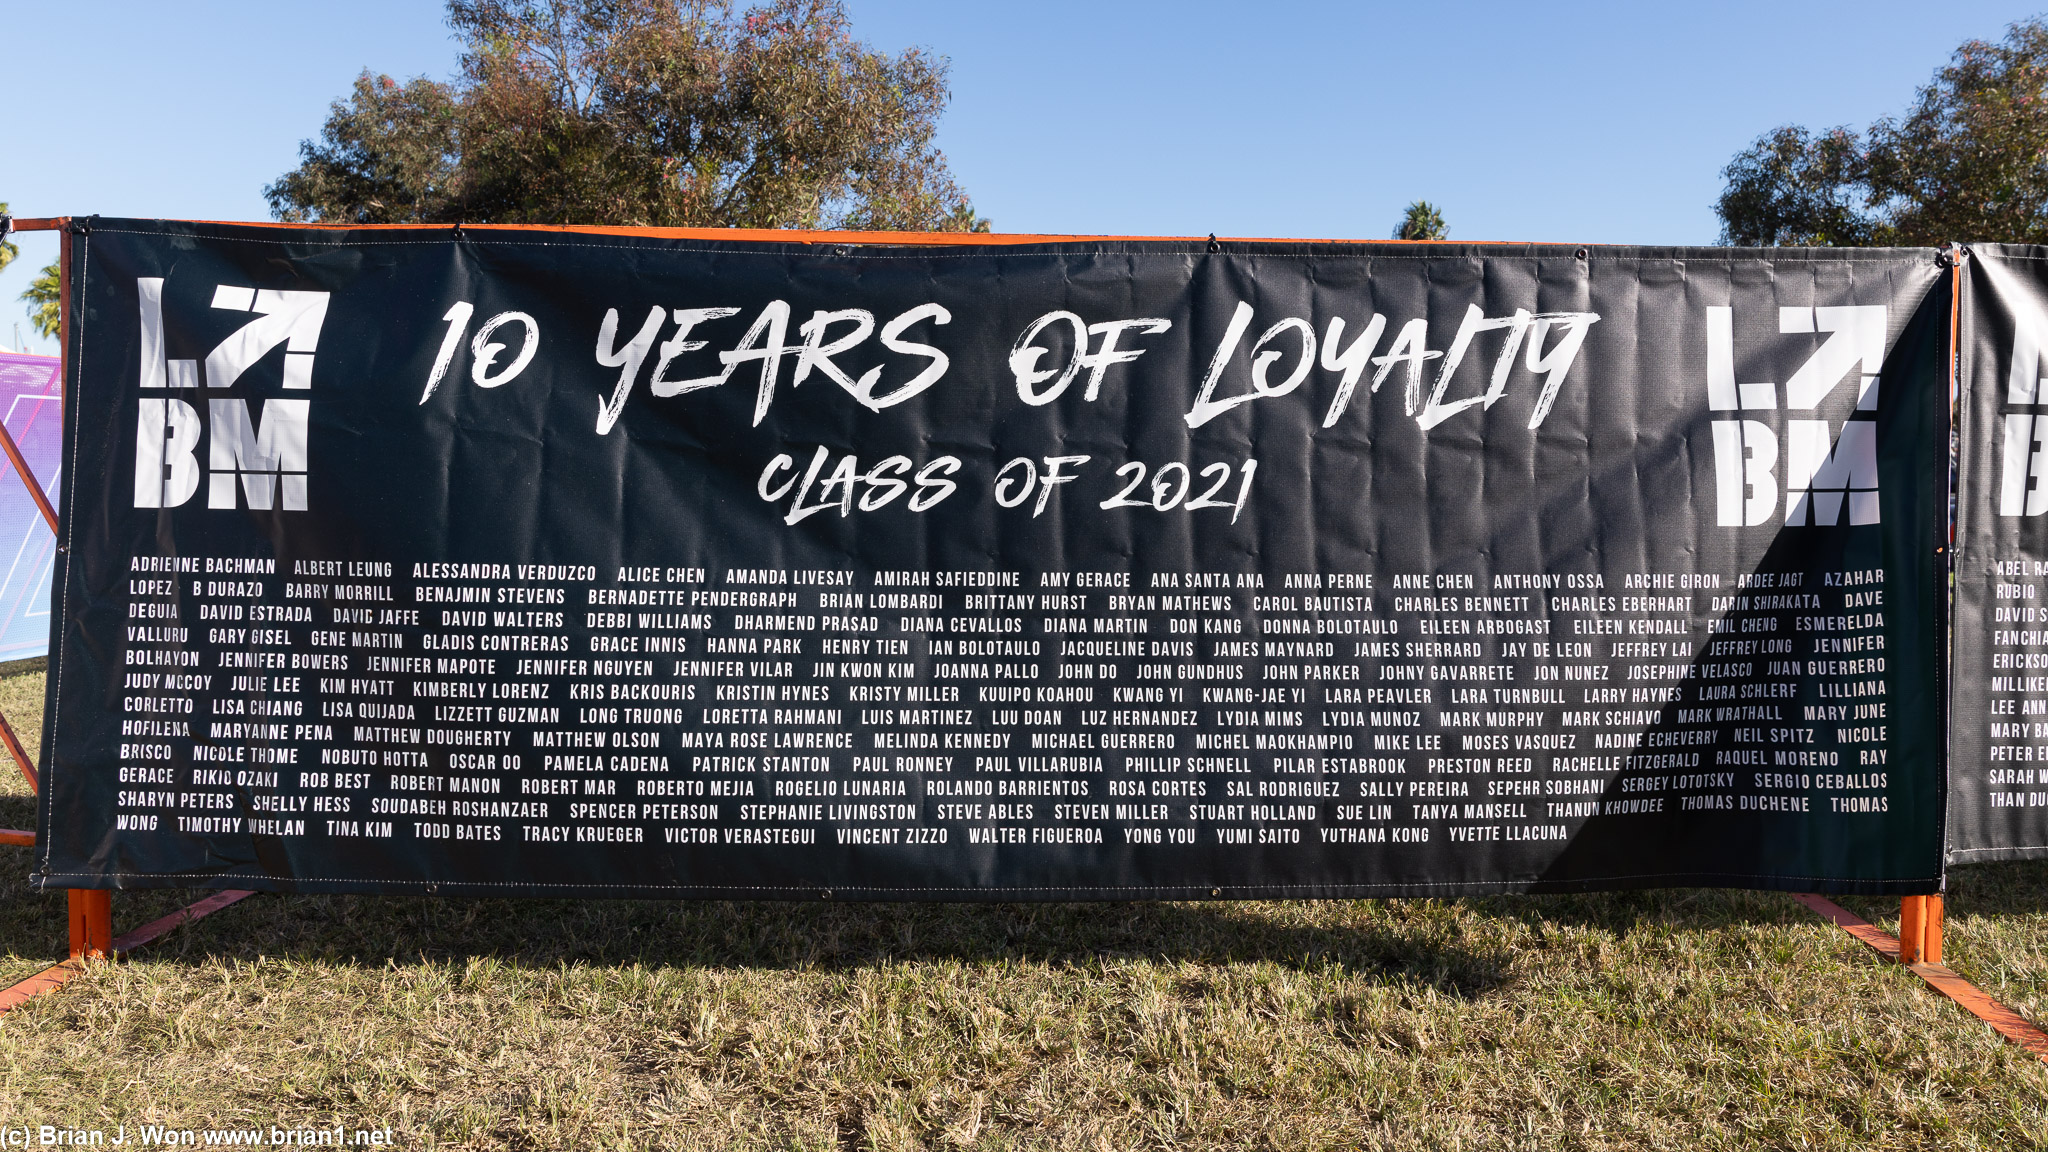 L7
BM
10 YEARS OF LOYALTY
CLASS OF 2021
L7
BM
ADRIENNE BACHMAN ALBERT LEUNG ALESSANDRA VERDUZCO ALICE CHEN AMANDA LIVESAY AMIRAH SAFIEDDINE AMY GERACE ANA SANTA ANA ANNA PERNE ANNE CHEN ANTHONY OSSA ARCHIE GIRON ARDEE JAGT AZAHAR
LOPEZ B DURAZO BARRY MORRILL BENAJMIN STEVENS BERNADETTE PENDERGRAPH BRIAN LOMBARDI BRITTANY HURST BRYAN MATHEWS CAROL BAUTISTA CHARLES BENNETT CHARLES EBERHART DARIN SHIRAKATA DAVE
DEGUIA DAVID ESTRADA DAVID JAFFE DAVID WALTERS DEBBI WILLIAMS DHARMEND PRASAD DIANA CEVALLOS DIANA MARTIN DON KANG DONNA BOLOTAULO EILEEN ARBOGAST EILEEN KENDALL EMIL CHENG ESMERELDA
VALLURU GARY GISEL GENE MARTIN GLADIS CONTRERAS GRACE INNIS HANNA PARK HENRY TIEN IAN BOLOTAULO JACQUELINE DAVIS JAMES MAYNARD JAMES SHERRARD JAY DE LEON JEFFREY LAI JEFFREY LONG JENNIFER
BOLHAYON JENNIFER BOWERS JENNIFER MAPOTE JENNIFER NGUYEN JENNIFER VILAR JIN KWON KIM JOANNA PALLO JOHN DO JOHN GUNDHUS JOHN PARKER JOHNY GAVARRETE JON NUNEZ JOSEPHINE VELASCO JUAN GUERRERO
JUDY MCCOY JULIE LEE KIM HYATT KIMBERLY LORENZ KRIS BACKOURIS KRISTIN HYNES KRISTY MILLER KUUIPO KOAHOU KWANG YI KWANG-JAE YI LARA PEAVLER LARA TURNBULL LARRY HAYNES LAURA SCHLERF LILLIANA
CORLETTO LISA CHIANG LISA QUIJADA LIZZETT GUZMAN LONG TRUONG LORETTA RAHMANI LUIS MARTINEZ LUU DOAN LUZ HERNANDEZ LYDIA MIMS LYDIA MUNOZ MARK MURPHY MARK SCHIAVO MARK WRATHALL MARY JUNE
HOFILENA MARYANNE PENA MATTHEW DOUGHERTY MATTHEW OLSON MAYA ROSE LAWRENCE MELINDA KENNEDY MICHAEL GUERRERO MICHEL MAOKHAMPIO MIKE LEE MOSES VASQUEZ NADINE ECHEVERRY NEIL SPITZ NICOLE
BRISCO NICOLE THOME NOBUTO HOTTA OSCAR OO PAMELA CADENA PATRICK STANTON PAUL RONNEY PAUL VILLARUBIA PHILLIP SCHNELL PILAR ESTABROOK PRESTON REED RACHELLE FITZGERALD RAQUEL MORENO RAY
GERACE RIKIO OZAKI ROB BEST ROBERT MANON ROBERT MAR ROBERTO MEJIA ROGELIO LUNARIA ROLANDO BARRIENTOS ROSA CORTES SAL RODRIGUEZ SALLY PEREIRA SEPEHR SOBHANI SERGEY LOTOTSKY SERGIO CEBALLOS
SHARYN PETERS SHELLY HESS SOUDABEH ROSHANZAER SPENCER PETERSON STEPHANIE LIVINGSTON STEVE ABLES STEVEN MILLER STUART HOLLAND SUE LIN TANYA MANSELL THANUN KHOWDEE THOMAS DUCHENE THOMAS
WONG TIMOTHY WHELAN TINA KIM TODD BATES TRACY KRUEGER VICTOR VERASTEGUI VINCENT ZIZZO WALTER FIGUEROA YONG YOU YUMI SAITO YUTHANA KONG YVETTE LLACUNA
ABEL
RUBIO
DAVID
PETER
SARAH
THAN
(c) Brian J. Won www.brian1.net